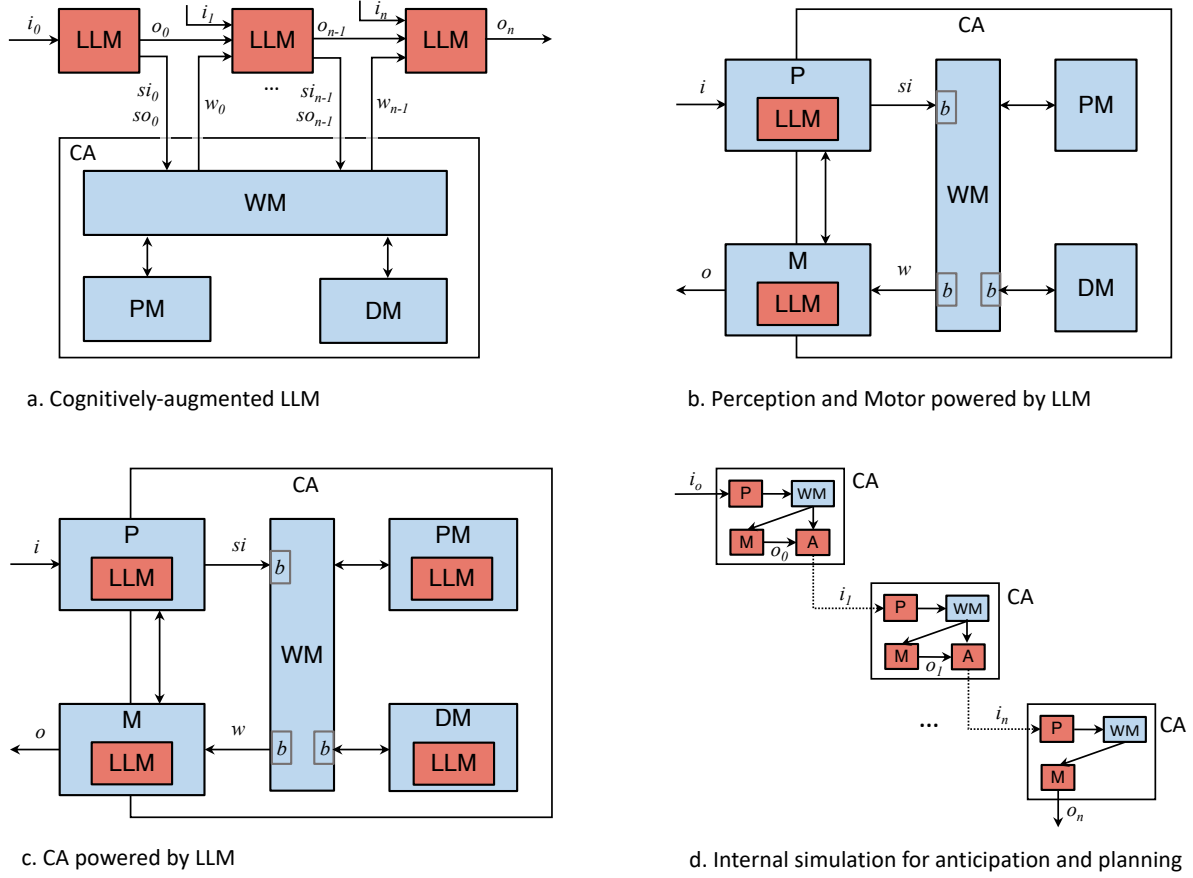 i0 LLM o0 i1 LLM on-1 in LLM on
si0
so0
w0
...
sin-1
son-1
wn-1
CA
WM
PM
DM
a. Cognitively-augmented LLM
CA
i
P
LLM
si
b
PM
WM
o
M
LLM
w
b
b
DM
b. Perception and Motor powered by LLM
CA
i
P
LLM
si
b
PM
LLM
WM
o
M
LLM
w
b
b
DM
LLM
c. CA powered by LLM
io
P
WM
CA
M
o0
A
i1
P
WM
CA
M
o1
A
...
in
P
WM
CA
M
on
d. Internal simulation for anticipation and planning